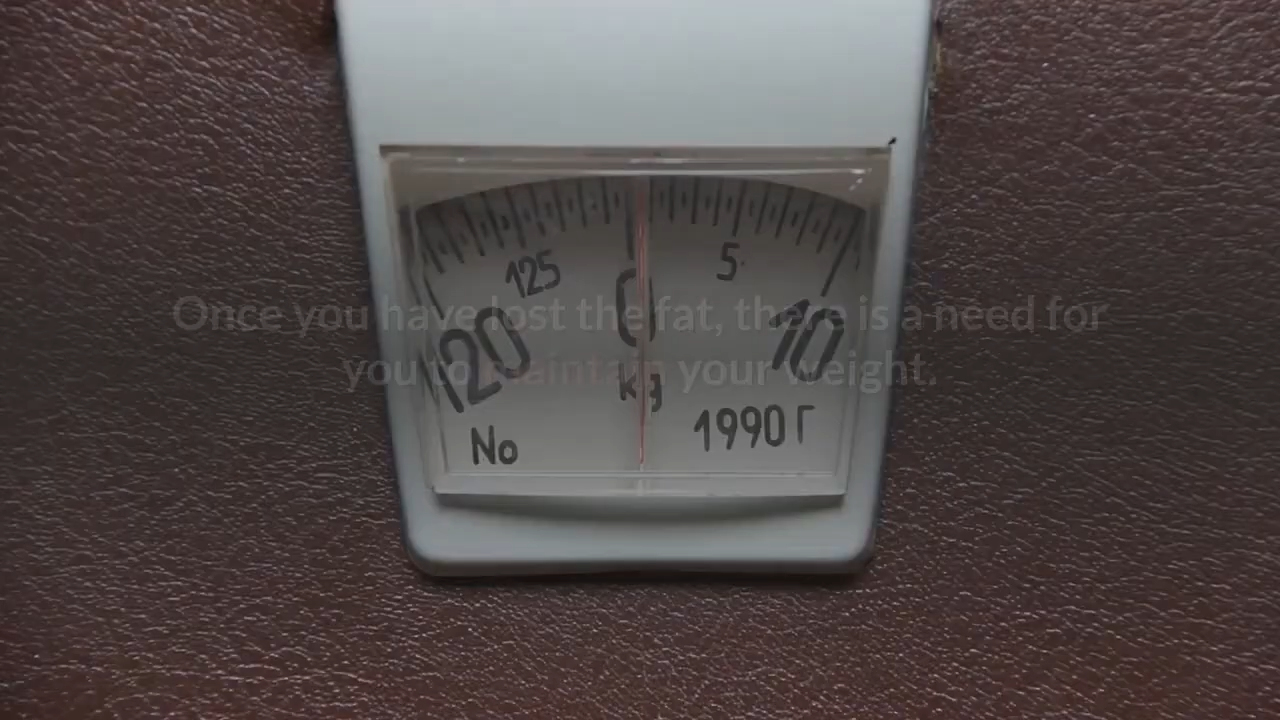 125 5
120 0 10
kg
No 1990 Г
Once you have lost the fat, there is a need for
you to maintain your weight.